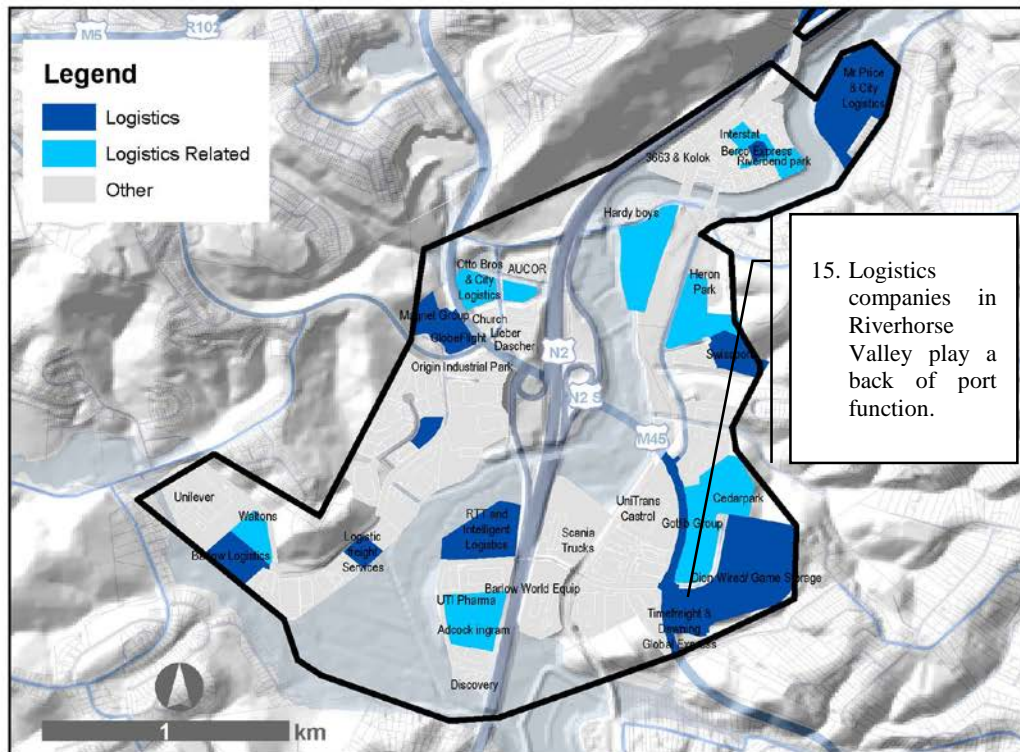 M5
R102
Legend
Logistics
Logistics Related
Other
Mr Price
& City
Logistics
Interstat
Berco Express
Riverbend park
3663 & Kolok
Hardy boys
Otto Bros
& City
Logistics
AUCOR
Heron
Park
Magnel Group
Church
Globeflight
Lieber
Dascher
Origin Industrial Park
N2
N2 S
Swissport
M45
15. Logistics
companies in
Riverhorse
Valley play a
back of port
function.
Unilever
Waltons
Barlow Logistics
Logistic
freight
Services
RTT and
Intelligent
Logistics
Scania
Trucks
UniTrans
Castrol
Cedarpark
Group
Dion Wired/ Game Storage
Barlow World Equip
UTI Pharma
Adcock ingram
Timefreight &
Dawning
Global Express
Discovery
1 km